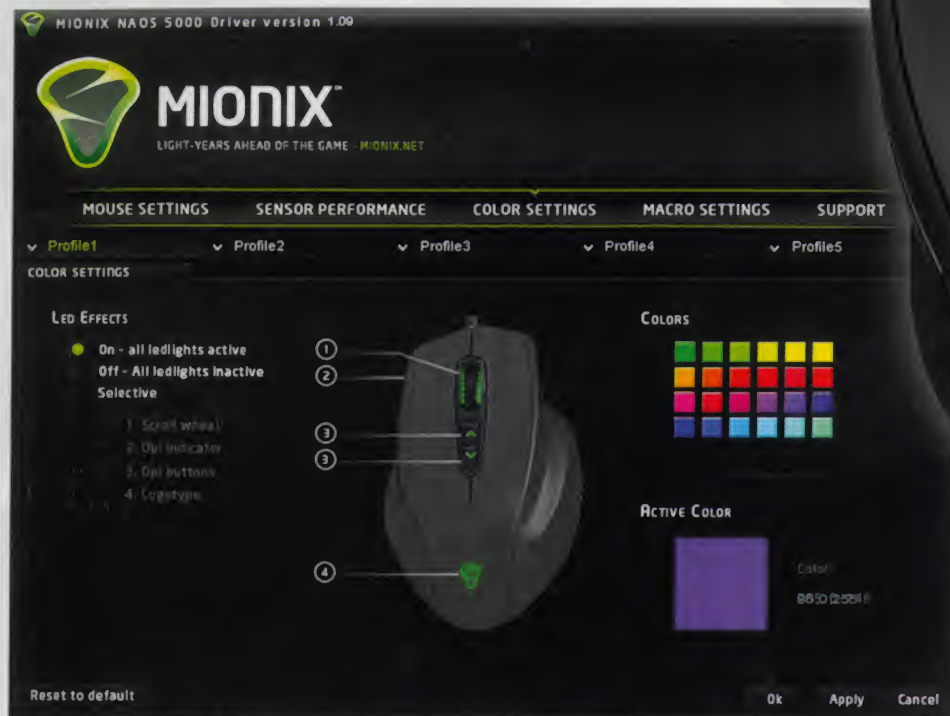 MIONIX NAOS 5000 Driver version 1.09
MIONIX™
LIGHT-YEARS AHEAD OF THE GAME - MIONIX.NET
MOUSE SETTINGS SENSOR PERFORMANCE COLOR SETTINGS MACRO SETTINGS SUPPORT
Profile1 Profile2 Profile3 Profile4 Profile5
COLOR SETTINGS
LED EFFECTS
COLORS
On - all ledlights active
Off - All ledlights inactive
Selective
1. Scroll wheel
2. Dpi indicator
3. Dpi buttons
4. Logotype
1
2
3
3
4
ACTIVE COLOR
Color:
Reset to default
Ok Apply Cancel